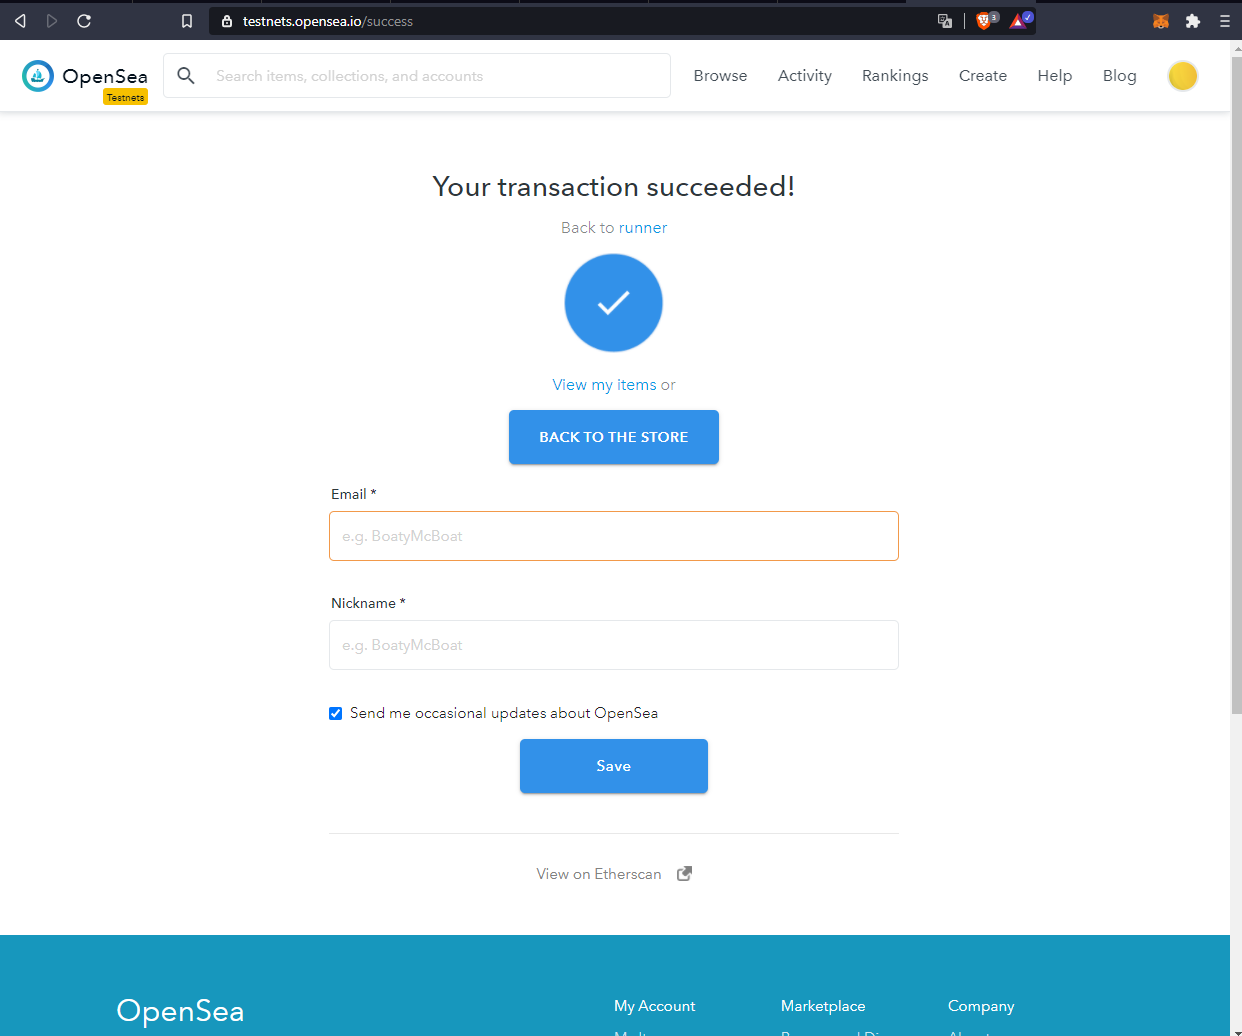 testnets.opensea.io/success
3
OpenSea
Testnets
Search items, collections, and accounts
Browse
Activity
Rankings
Create
Help
Blog
Your transaction succeeded!
Back to runner
View my items or
BACK TO THE STORE
Email *
e.g. BoatyMcBoat
Nickname *
e.g. BoatyMcBoat
Send me occasional updates about OpenSea
Save
View on Etherscan
OpenSea
My Account
Marketplace
Company